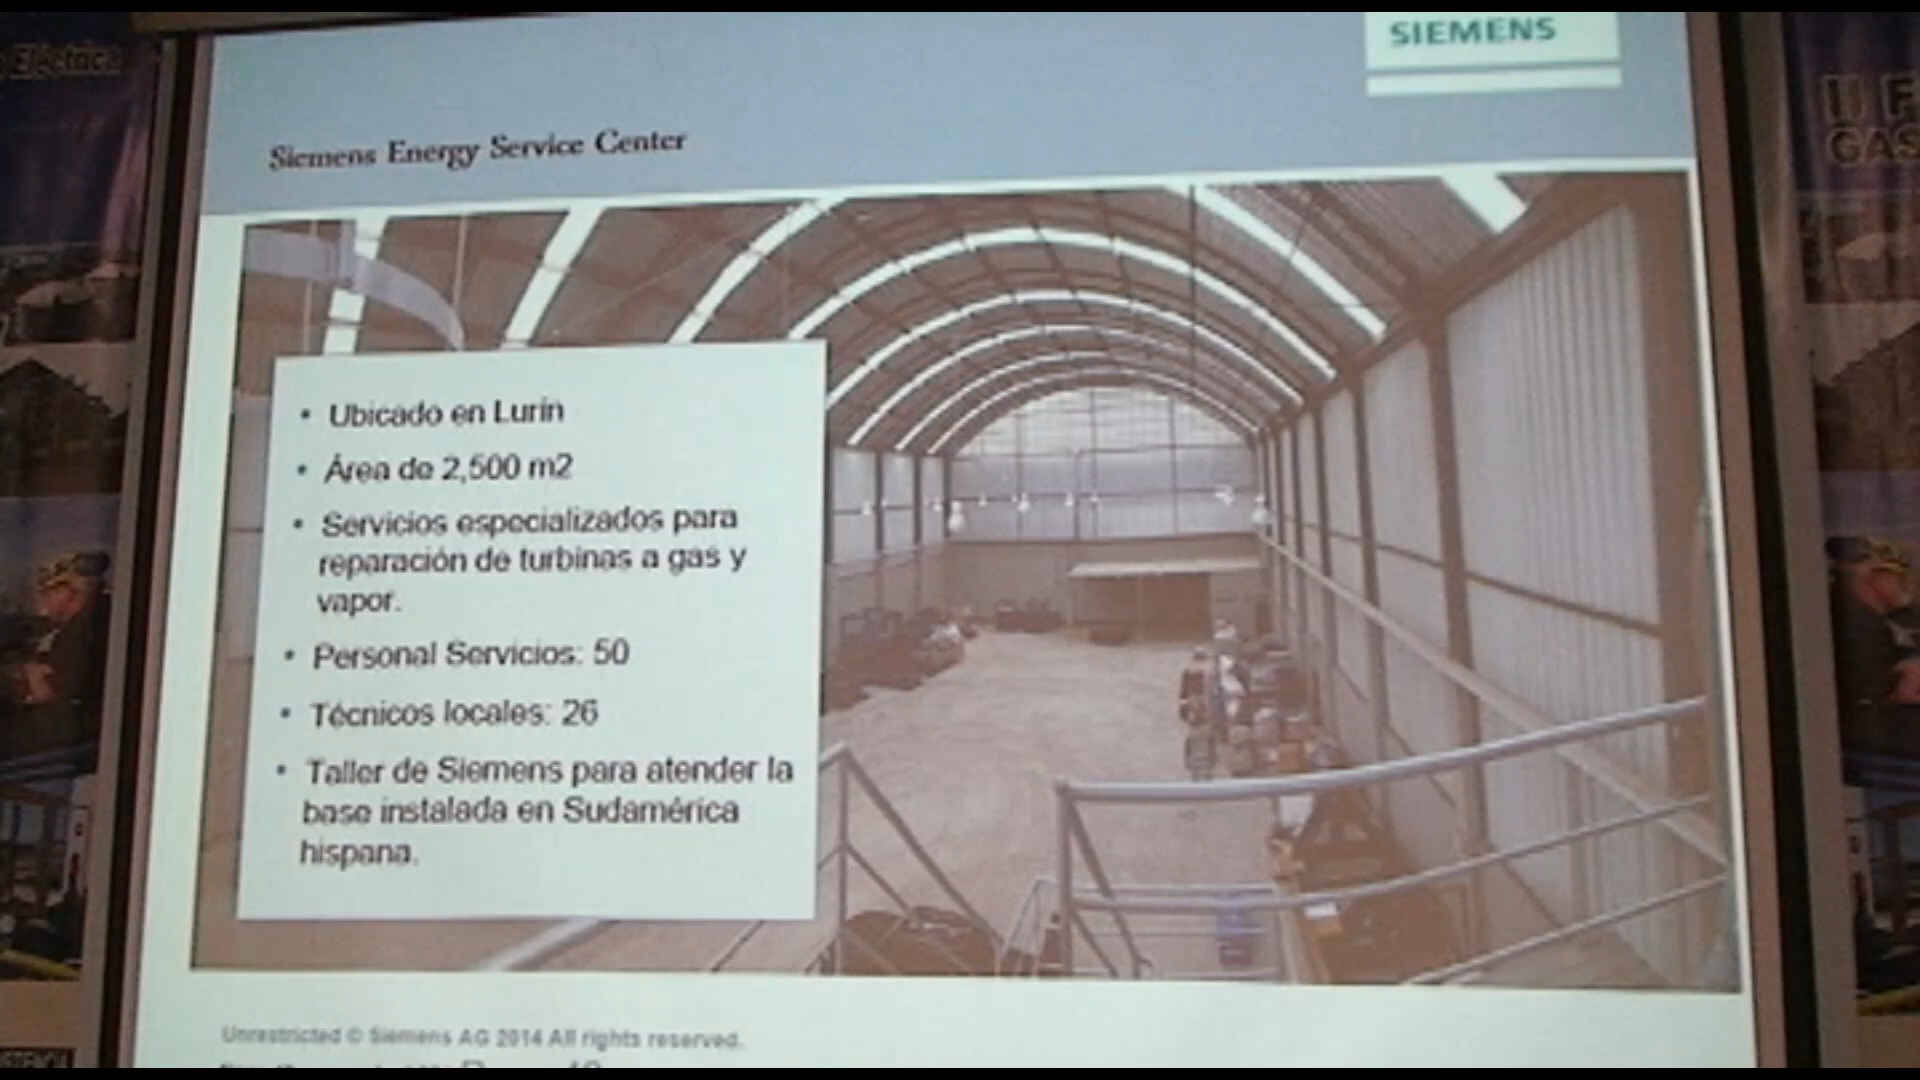 Eléctrica
SIEMENS
GAS
Siemens Energy Service Center
• Ubicado en Lurín
• Área de 2,500 m2
• Servicios especializados para
reparación de turbinas a gas y
vapor.
• Personal Servicios: 50
• Técnicos locales: 26
• Taller de Siemens para atender la
base instalada en Sudamérica
hispana.
Unrestricted © Siemens AG 2014 All rights reserved.